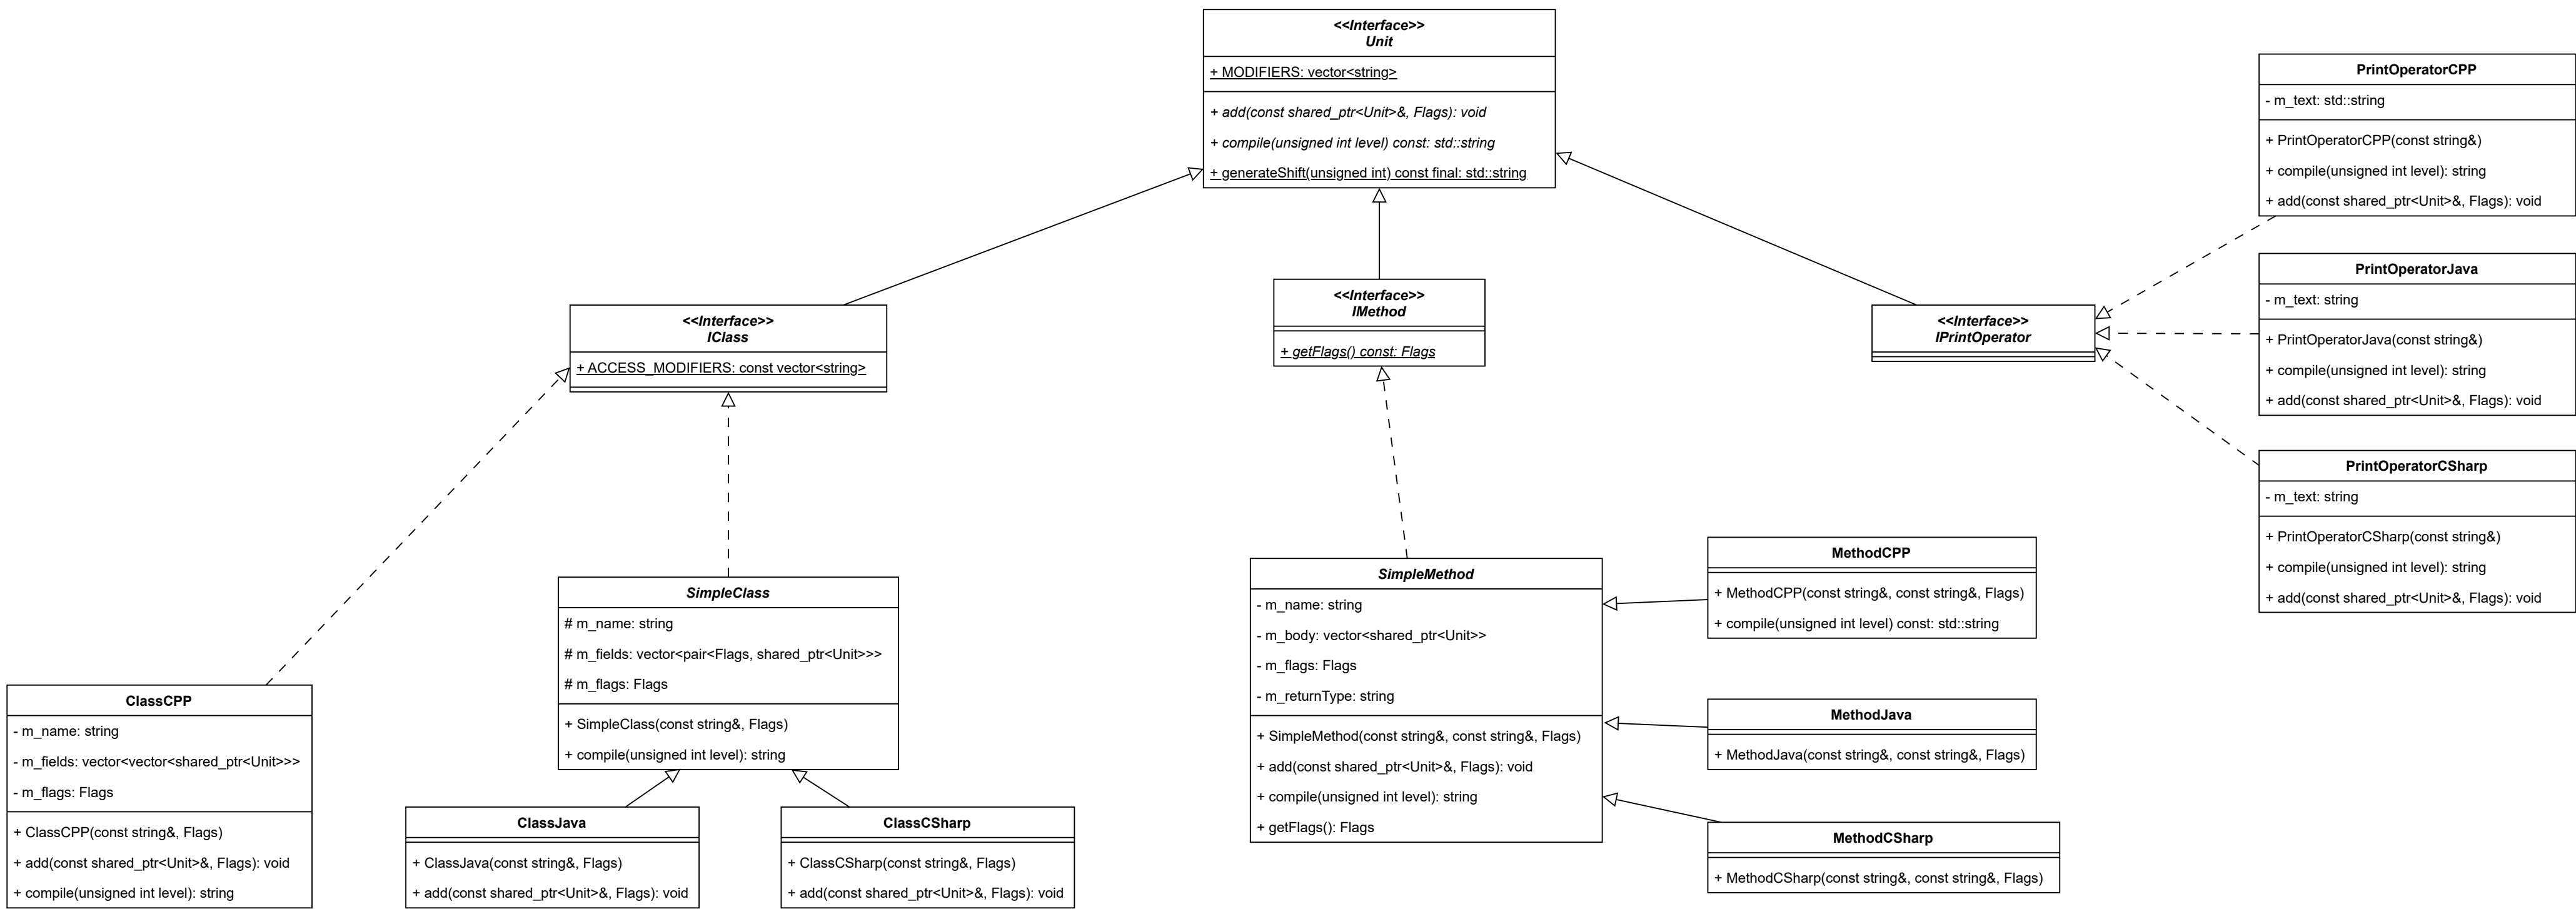 <<Interface>>
Unit
+ MODIFIERS: vector<string>
+ add(const shared_ptr<Unit>&, Flags): void
+ compile(unsigned int level) const: std::string
+ generateShift(unsigned int) const final: std::string
PrintOperatorCPP
- m_text: std::string
+ PrintOperatorCPP(const string&)
+ compile(unsigned int level): string
+ add(const shared_ptr<Unit>&, Flags): void
PrintOperatorJava
- m_text: string
+ PrintOperatorJava(const string&)
+ compile(unsigned int level): string
+ add(const shared_ptr<Unit>&, Flags): void
<<Interface>>
IClass
+ ACCESS_MODIFIERS: const vector<string>
<<Interface>>
IMethod
+ getFlags() const: Flags
<<Interface>>
IPrintOperator
PrintOperatorCSharp
- m_text: string
+ PrintOperatorCSharp(const string&)
+ compile(unsigned int level): string
+ add(const shared_ptr<Unit>&, Flags): void
ClassCPP
- m_name: string
- m_fields: vector<vector<shared_ptr<Unit>>>
- m_flags: Flags
+ ClassCPP(const string&, Flags)
+ add(const shared_ptr<Unit>&, Flags): void
+ compile(unsigned int level): string
SimpleClass
# m_name: string
# m_fields: vector<pair<Flags, shared_ptr<Unit>>>
# m_flags: Flags
+ SimpleClass(const string&, Flags)
+ compile(unsigned int level): string
ClassJava
+ ClassJava(const string&, Flags)
+ add(const shared_ptr<Unit>&, Flags): void
ClassCSharp
+ ClassCSharp(const string&, Flags)
+ add(const shared_ptr<Unit>&, Flags): void
SimpleMethod
- m_name: string
- m_body: vector<shared_ptr<Unit>>
- m_flags: Flags
- m_returnType: string
+ SimpleMethod(const string&, const string&, Flags)
+ add(const shared_ptr<Unit>&, Flags): void
+ compile(unsigned int level): string
+ getFlags(): Flags
MethodCPP
+ MethodCPP(const string&, const string&, Flags)
+ compile(unsigned int level) const: std::string
MethodJava
+ MethodJava(const string&, const string&, Flags)
MethodCSharp
+ MethodCSharp(const string&, const string&, Flags)